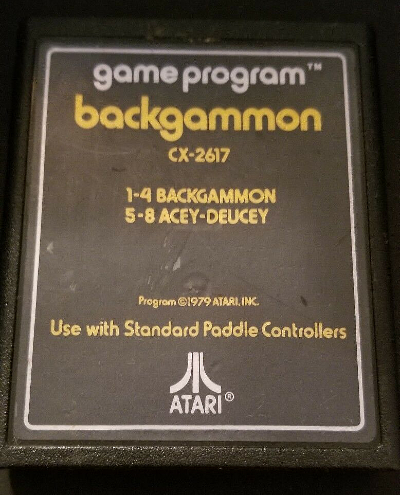 game program™
backgammon
CX-2617
1-4 BACKGAMMON
5-8 ACEY-DEUCEY
Program ©1979 ATARI, INC.
Use with Standard Paddle Controllers
ATARI®